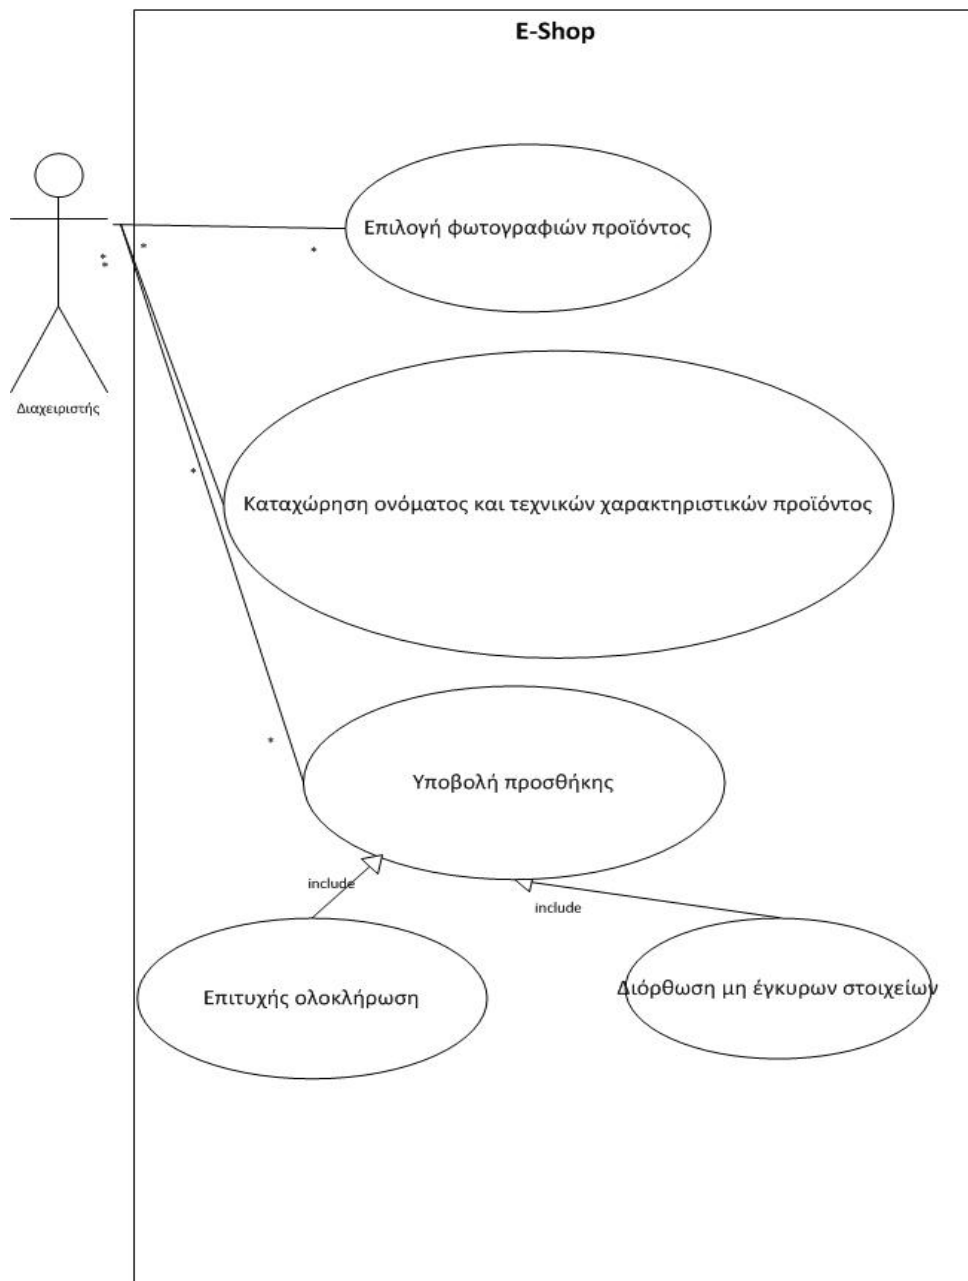 E-Shop
Επιλογή φωτογραφιών προϊόντος
*
*
*
*
Διαχειριστής
*
Καταχώρηση ονόματος και τεχνικών χαρακτηριστικών προϊόντος
*
Υποβολή προσθήκης
include
include
Επιτυχής ολοκλήρωση
Διόρθωση μη έγκυρων στοιχείων